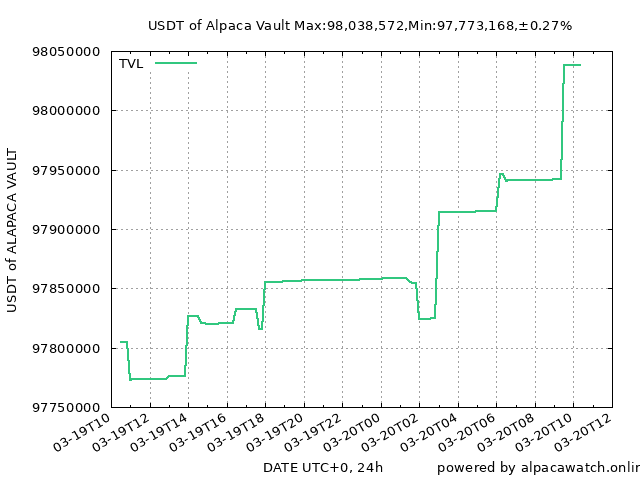 USDT of Alpaca Vault Max:98,038,572,Min:97,773,168,±0.27%
TVL
98050000
98000000
97950000
97900000
97850000
97800000
97750000
USDT of ALAPACA VAULT
03-19T10
03-19T12
03-19T14
03-19T16
03-19T18
03-19T20
03-19T22
03-20T00
03-20T02
03-20T04
03-20T06
03-20T08
03-20T10
03-20T12
DATE UTC+0, 24h
powered by alpacawatch.onlin